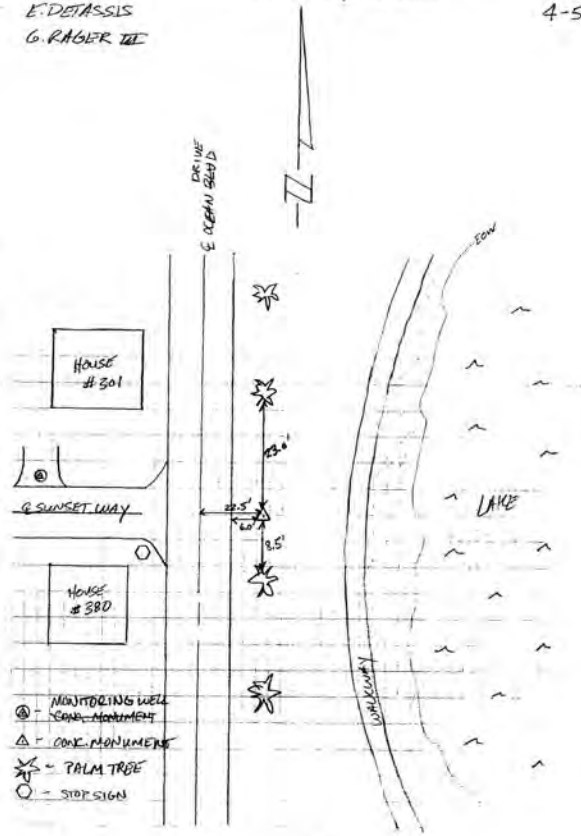 E. DETASSIS
G. RAGER III
4-5
DRIVE
℄ OCEAN BLVD
N
EOW
HOUSE
#301
23.0'
℄ SUNSET WAY
22.5'
6.0'
8.5'
LAKE
HOUSE
#380
WALKWAY
MONITORING WELL
- CONC. MONUMENT
- CONC. MONUMENT
- PALM TREE
- STOP SIGN